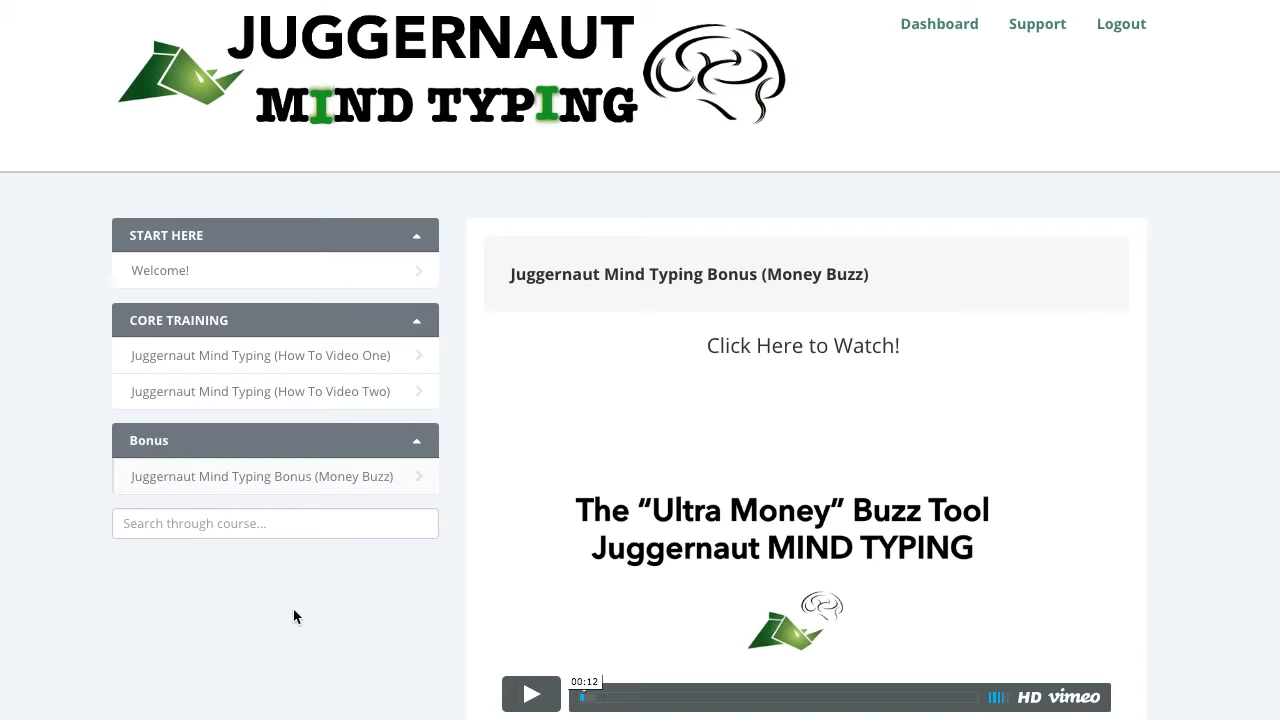 JUGGERNAUT
MIND TYPING
Dashboard
Support
Logout
START HERE
Welcome!
CORE TRAINING
Juggernaut Mind Typing (How To Video One)
Juggernaut Mind Typing (How To Video Two)
Bonus
Juggernaut Mind Typing Bonus (Money Buzz)
Search through course...
Juggernaut Mind Typing Bonus (Money Buzz)
Click Here to Watch!
The “Ultra Money” Buzz Tool
Juggernaut MIND TYPING
00:12
HD vimeo